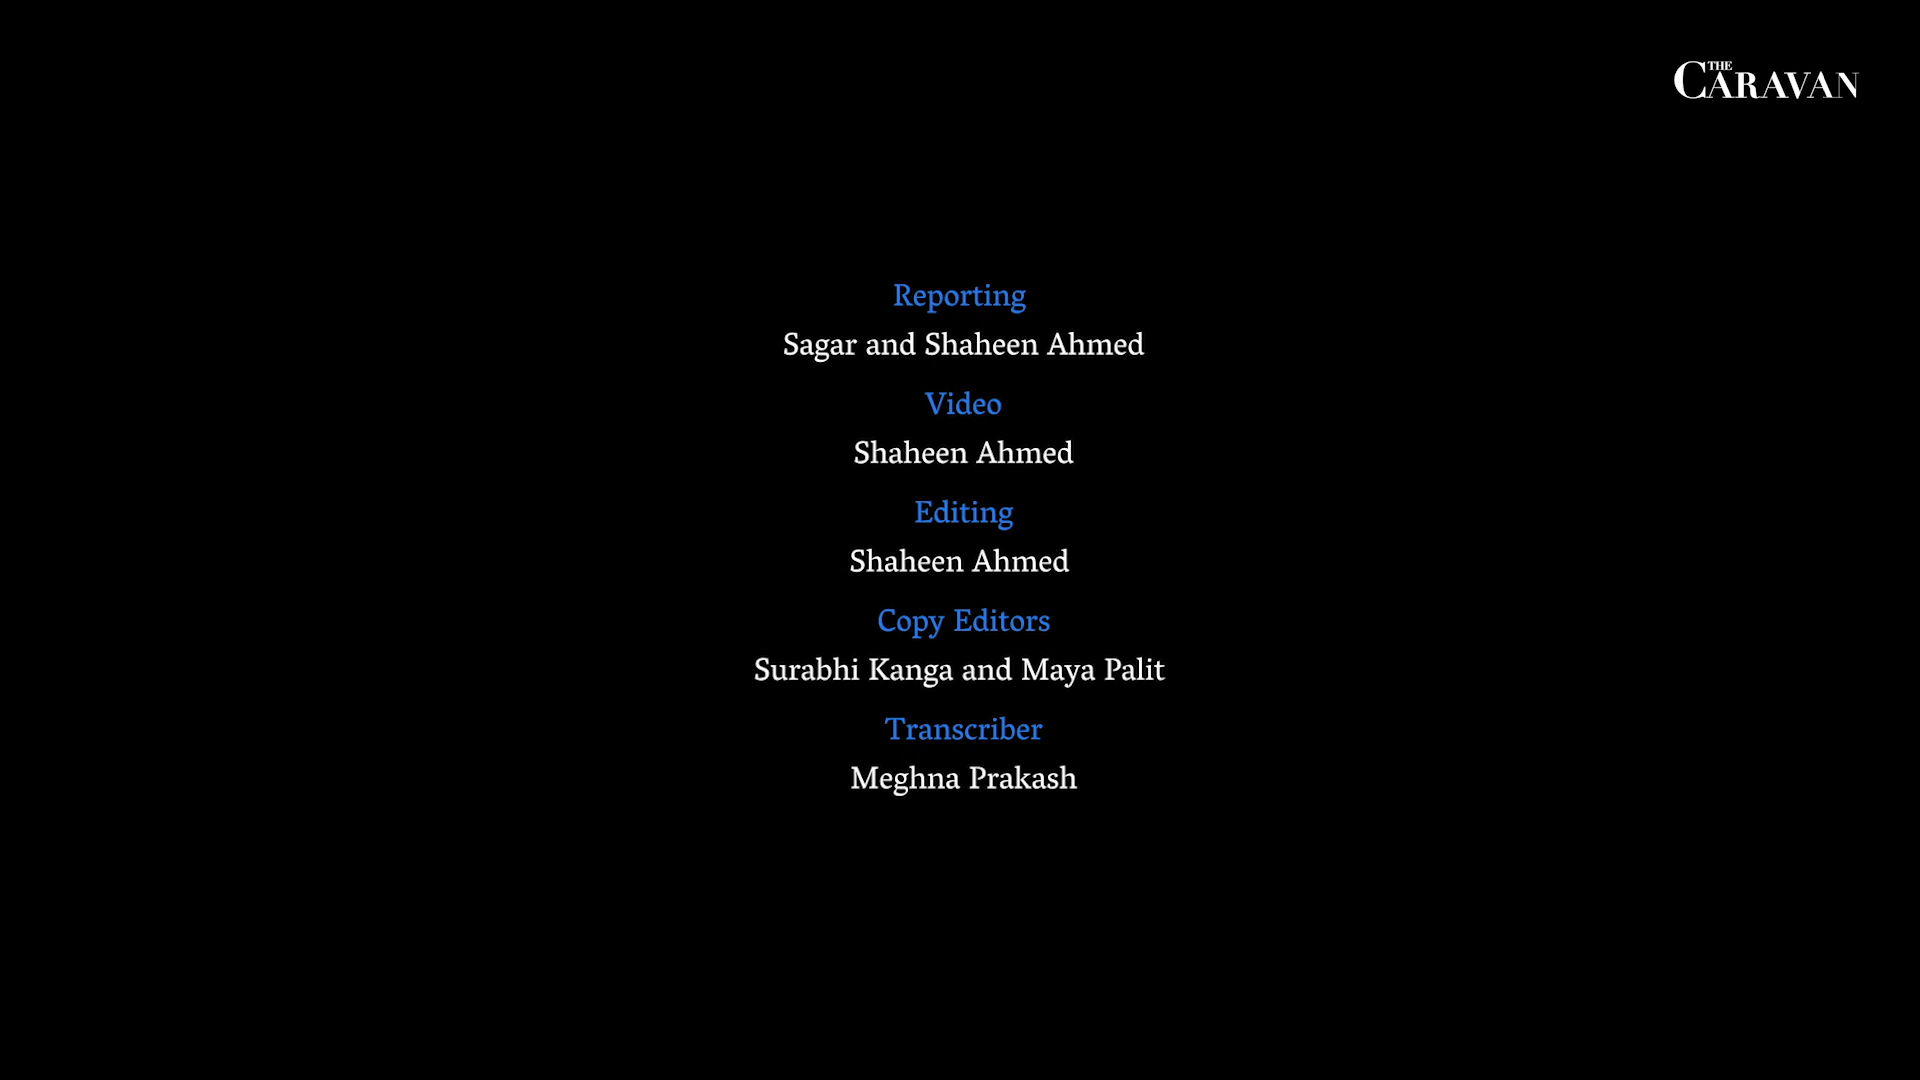 THE
CARAVAN
Reporting
Sagar and Shaheen Ahmed
Video
Shaheen Ahmed
Editing
Shaheen Ahmed
Copy Editors
Surabhi Kanga and Maya Palit
Transcriber
Meghna Prakash